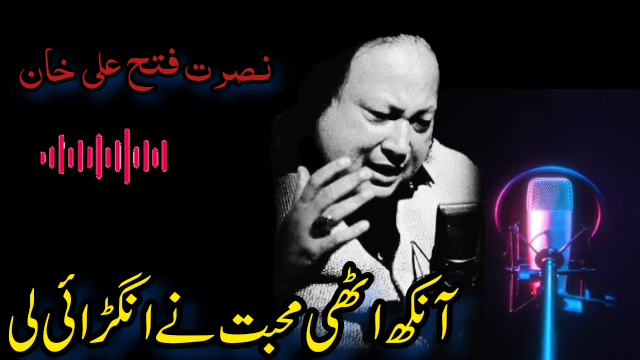 نصرت فتح علی خان
آنکھ اٹھی محبت نے انگڑائی لی